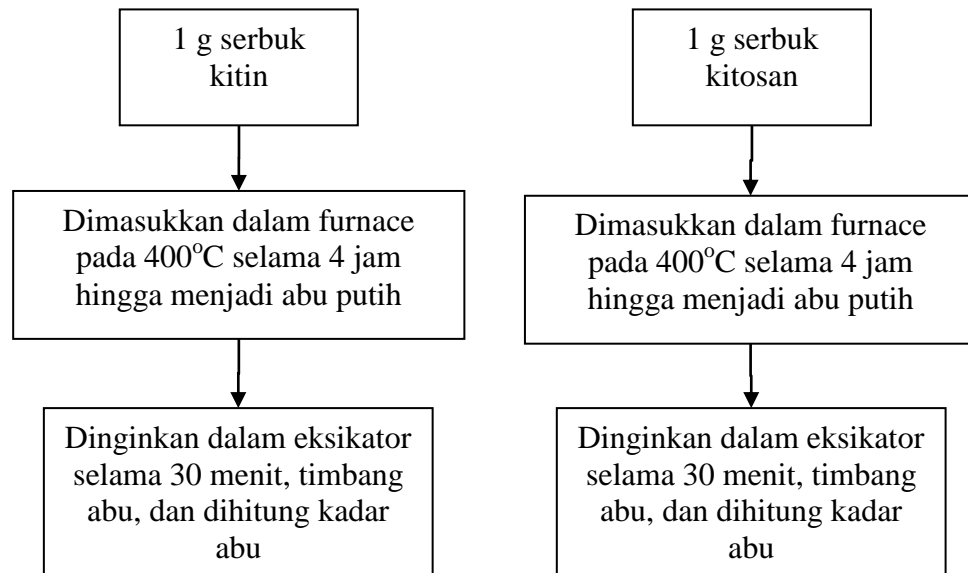 1 g serbuk
kitin
Dimasukkan dalam furnace
pada 400°C selama 4 jam
hingga menjadi abu putih
Dinginkan dalam eksikator
selama 30 menit, timbang
abu, dan dihitung kadar
abu
1 g serbuk
kitosan
Dimasukkan dalam furnace
pada 400°C selama 4 jam
hingga menjadi abu putih
Dinginkan dalam eksikator
selama 30 menit, timbang
abu, dan dihitung kadar
abu